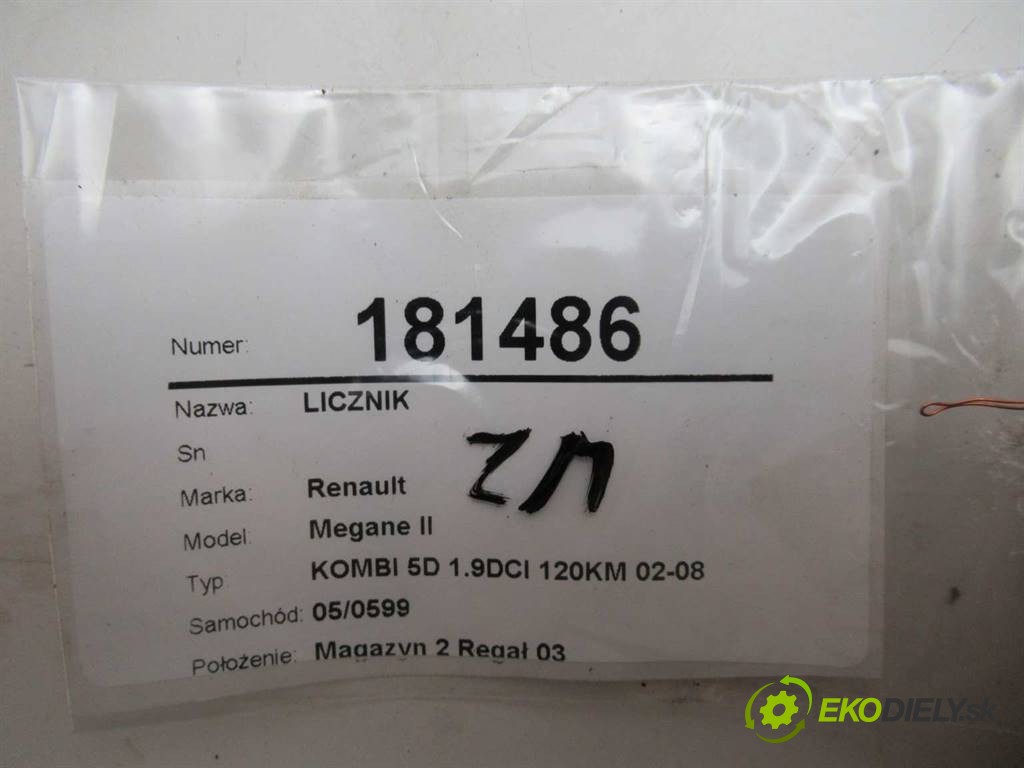 Numer: 181486
Nazwa: LICZNIK
Sn
Marka: Renault
Model: Megane II
Typ KOMBI 5D 1.9DCI 120KM 02-08
Samochód: 05/0599
Położenie: Magazyn 2 Regał 03
EKODIELY.sk